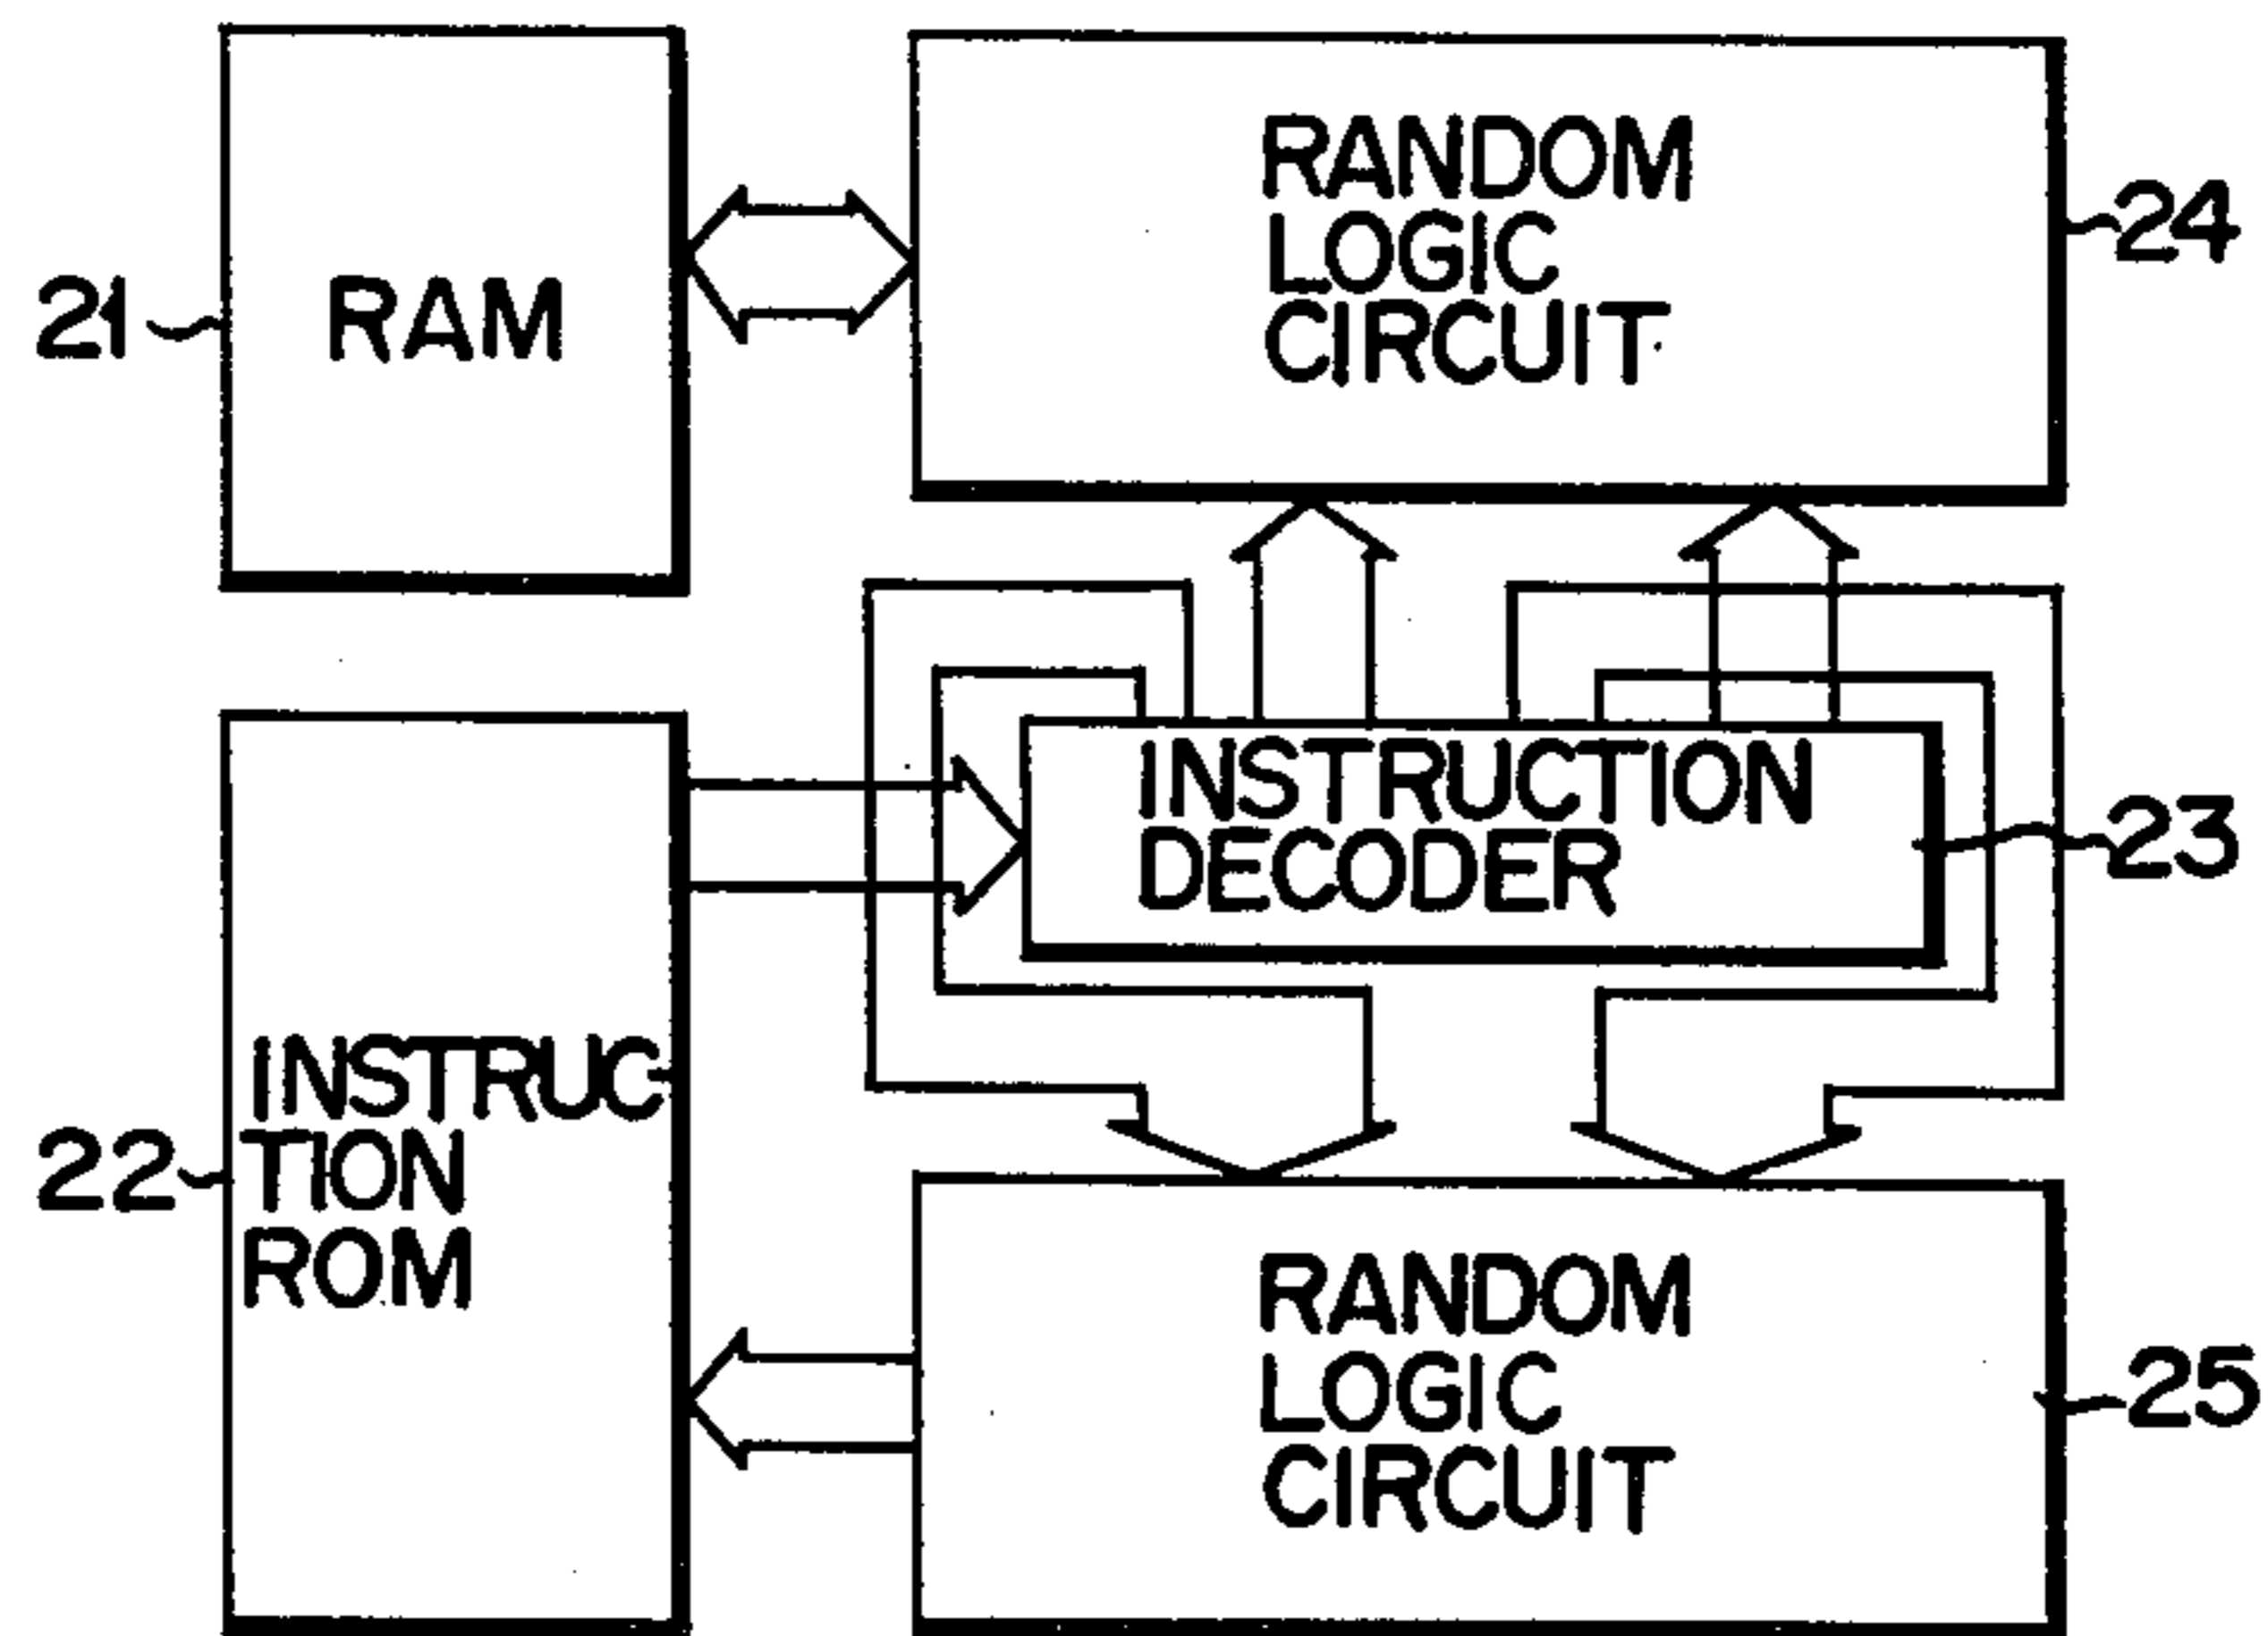 21
RAM
RANDOM
LOGIC
CIRCUIT
24
INSTRUCTION
DECODER
23
22
INSTRUC-
TION
ROM
RANDOM
LOGIC
CIRCUIT
25